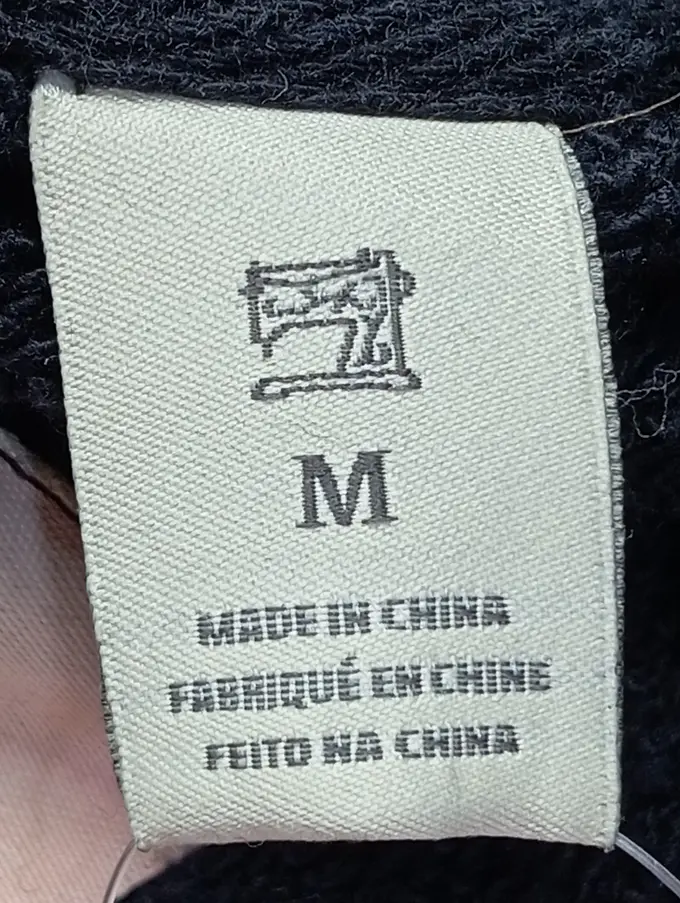 M
MADE IN CHINA
FABRIQUÉ EN CHINE
FEITO NA CHINA